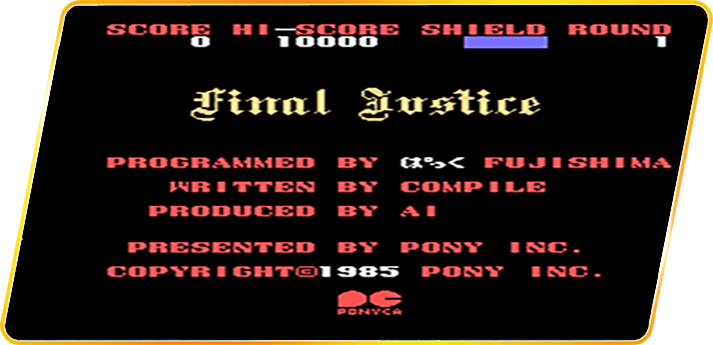 SCORE HI-SCORE SHIELD ROUND
0 10000 1
Final Justice
PROGRAMMED BY ぱっく FUJISHIMA
WRITTEN BY COMPILE
PRODUCED BY AI
PRESENTED BY PONY INC.
COPYRIGHT©1985 PONY INC.
PONYCA